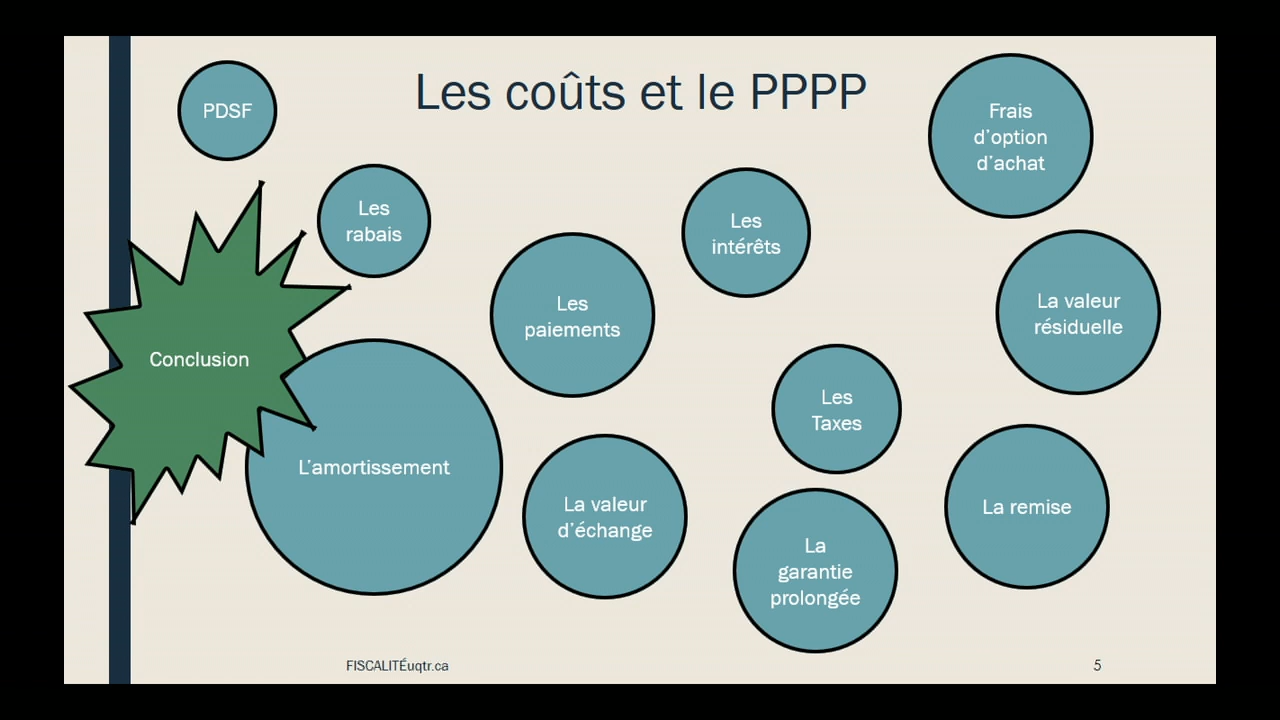 Les coûts et le PPPP
PDSF
Frais
d'option
d'achat
Les
rabais
Les
intérêts
Les
paiements
La valeur
résiduelle
Conclusion
Les
Taxes
L'amortissement
La valeur
d'échange
La remise
La
garantie
prolongée
FISCALITÉuqtr.ca
5